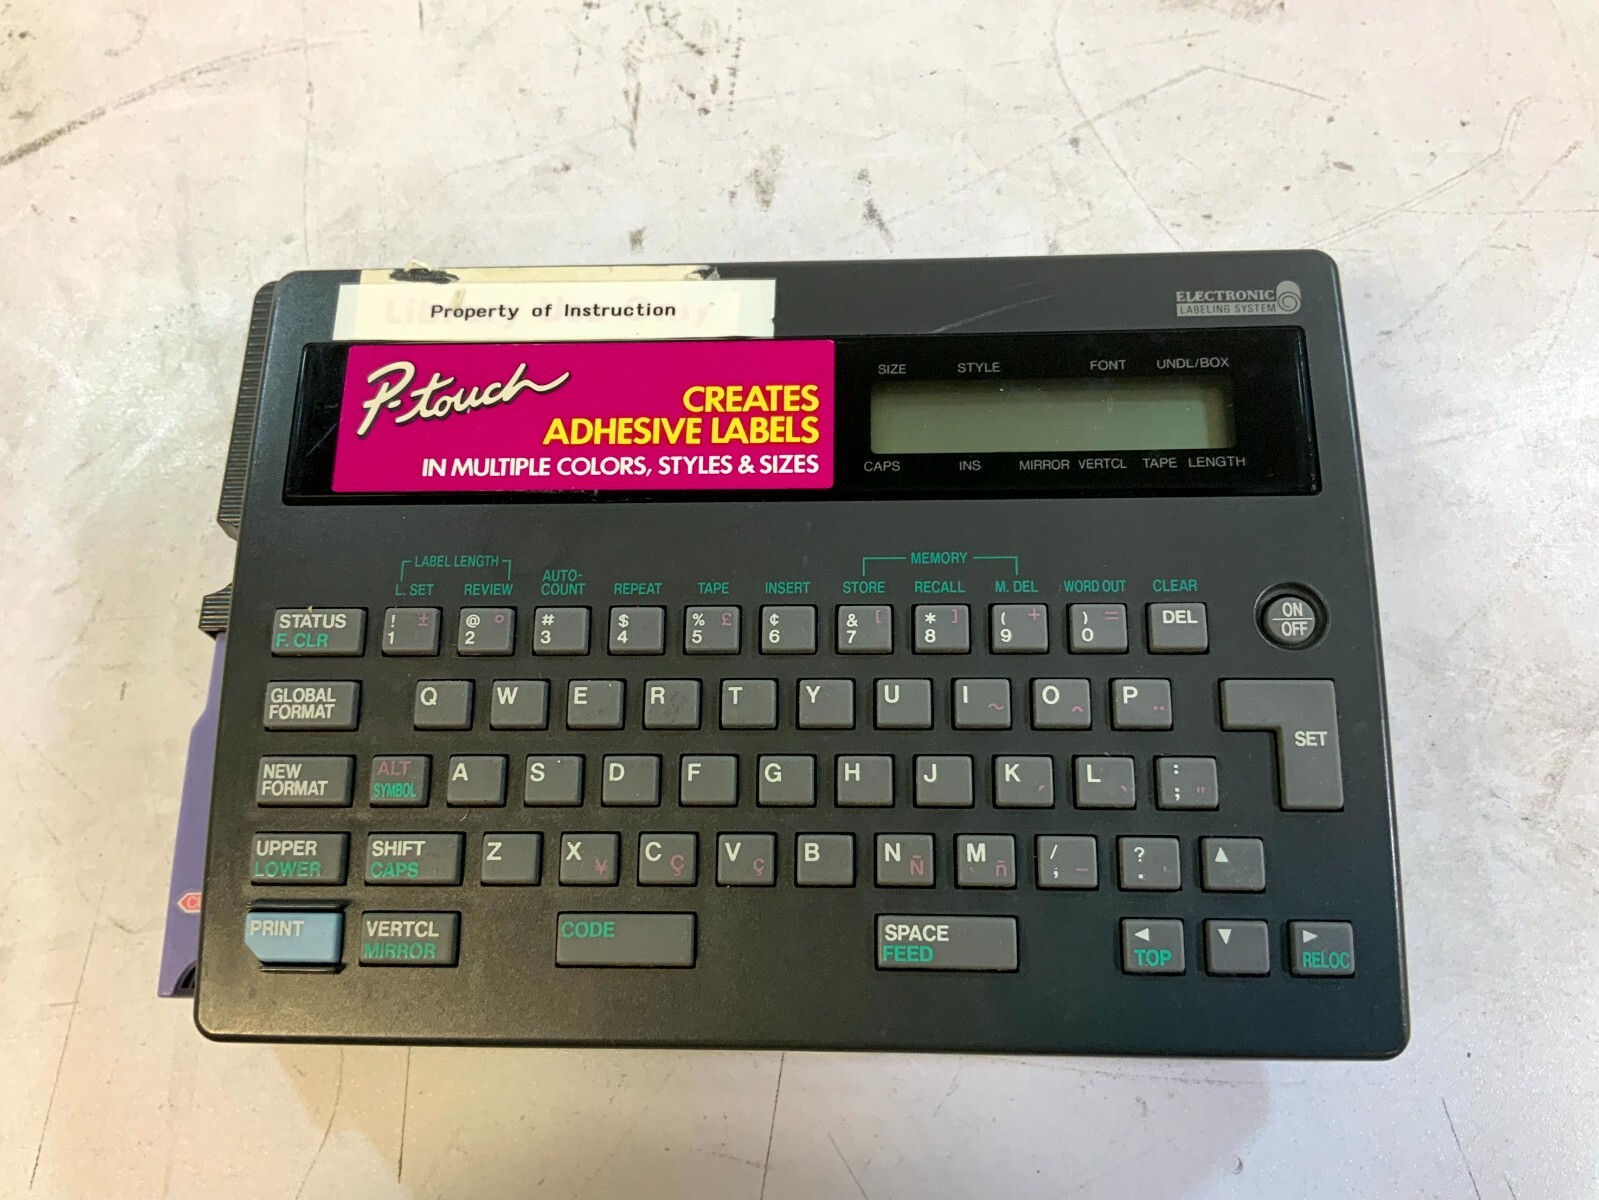 Property of Instruction
ELECTRONIC
LABELING SYSTEM
P-touch
CREATES
ADHESIVE LABELS
IN MULTIPLE COLORS, STYLES & SIZES
SIZE STYLE FONT UNDL/BOX
CAPS INS MIRROR VERTCL TAPE LENGTH
LABEL LENGTH MEMORY
L. SET REVIEW AUTO-COUNT REPEAT TAPE INSERT STORE RECALL M. DEL WORD OUT CLEAR
STATUS ! ± @ ° # $ % £ ¢ & [ * ] ( + ) = DEL ON
F. CLR 1 2 3 4 5 6 7 8 9 0 OFF
GLOBAL Q W E R T Y U I ~ O ^ P ¨
FORMAT
SET
NEW ALT A S D F G H J K ´ L ` : ; "
FORMAT SYMBOL
UPPER SHIFT Z X ¥ C Ç V ç B N Ñ M ñ / , − ? . ' ▲
LOWER CAPS
PRINT VERTCL CODE SPACE ◄ ▼ ►
MIRROR FEED TOP RELOC